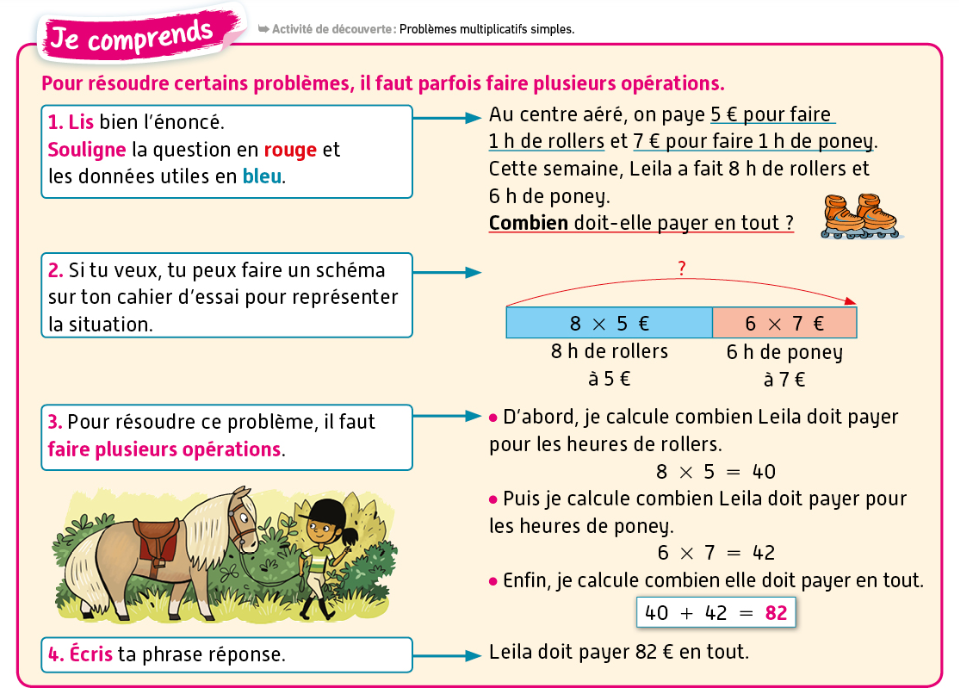 Je comprends
➥ Activité de découverte : Problèmes multiplicatifs simples.
Pour résoudre certains problèmes, il faut parfois faire plusieurs opérations.
1. Lis bien l'énoncé.
Souligne la question en rouge et
les données utiles en bleu.
Au centre aéré, on paye 5 € pour faire
1 h de rollers et 7 € pour faire 1 h de poney.
Cette semaine, Leila a fait 8 h de rollers et
6 h de poney.
Combien doit-elle payer en tout ?
2. Si tu veux, tu peux faire un schéma
sur ton cahier d'essai pour représenter
la situation.
?
8 × 5 € 6 × 7 €
8 h de rollers 6 h de poney
à 5 € à 7 €
3. Pour résoudre ce problème, il faut
faire plusieurs opérations.
• D'abord, je calcule combien Leila doit payer
pour les heures de rollers.
8 × 5 = 40
• Puis je calcule combien Leila doit payer pour
les heures de poney.
6 × 7 = 42
• Enfin, je calcule combien elle doit payer en tout.
40 + 42 = 82
4. Écris ta phrase réponse.
Leila doit payer 82 € en tout.